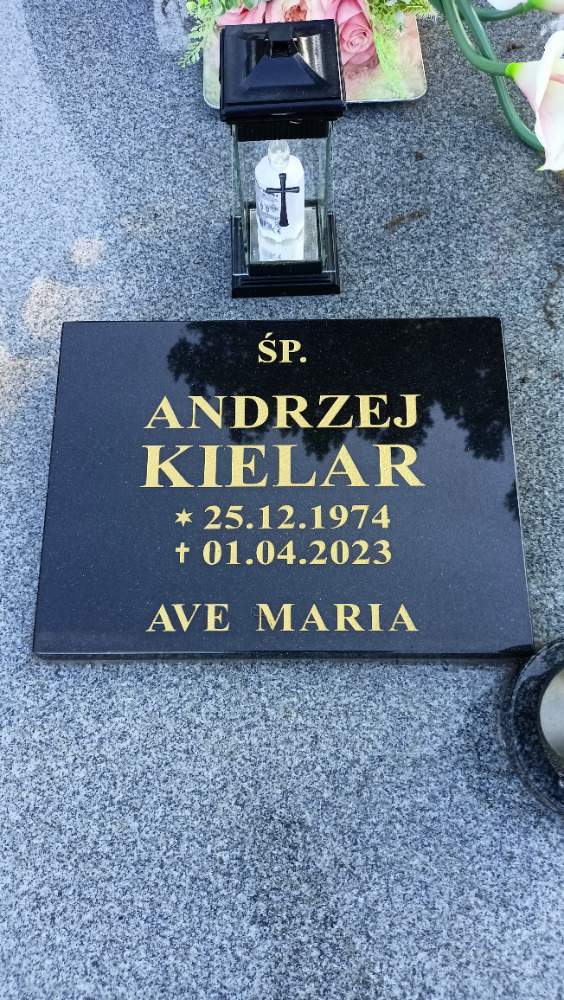 ŚP.
ANDRZEJ
KIELAR
✶ 25.12.1974
✝ 01.04.2023
AVE MARIA